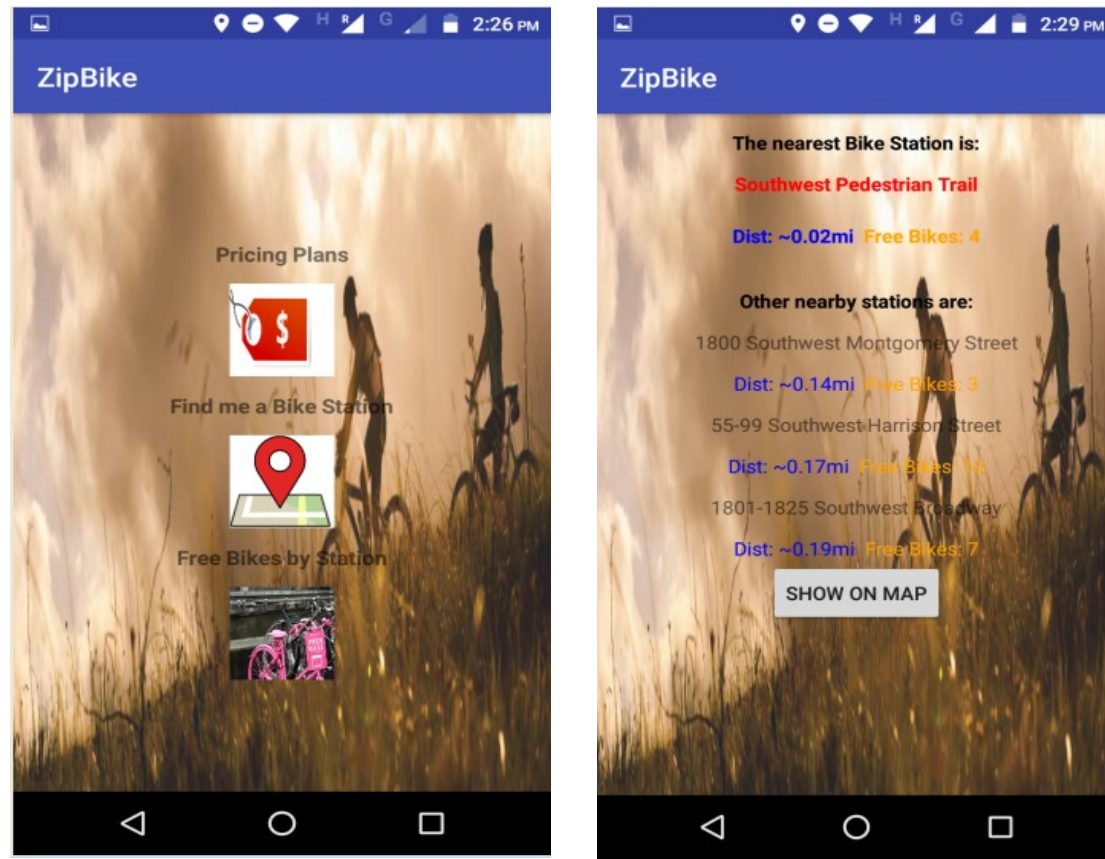 H R G 2:26 PM
ZipBike
Pricing Plans
$
Find me a Bike Station
Free Bikes by Station
H R G 2:29 PM
ZipBike
The nearest Bike Station is:
Southwest Pedestrian Trail
Dist: ~0.02mi Free Bikes: 4
Other nearby stations are:
1800 Southwest Montgomery Street
Dist: ~0.14mi Free Bikes: 3
55-99 Southwest Harrison Street
Dist: ~0.17mi Free Bikes:
1801-1825 Southwest Broadway
Dist: ~0.19mi Free Bikes: 7
SHOW ON MAP